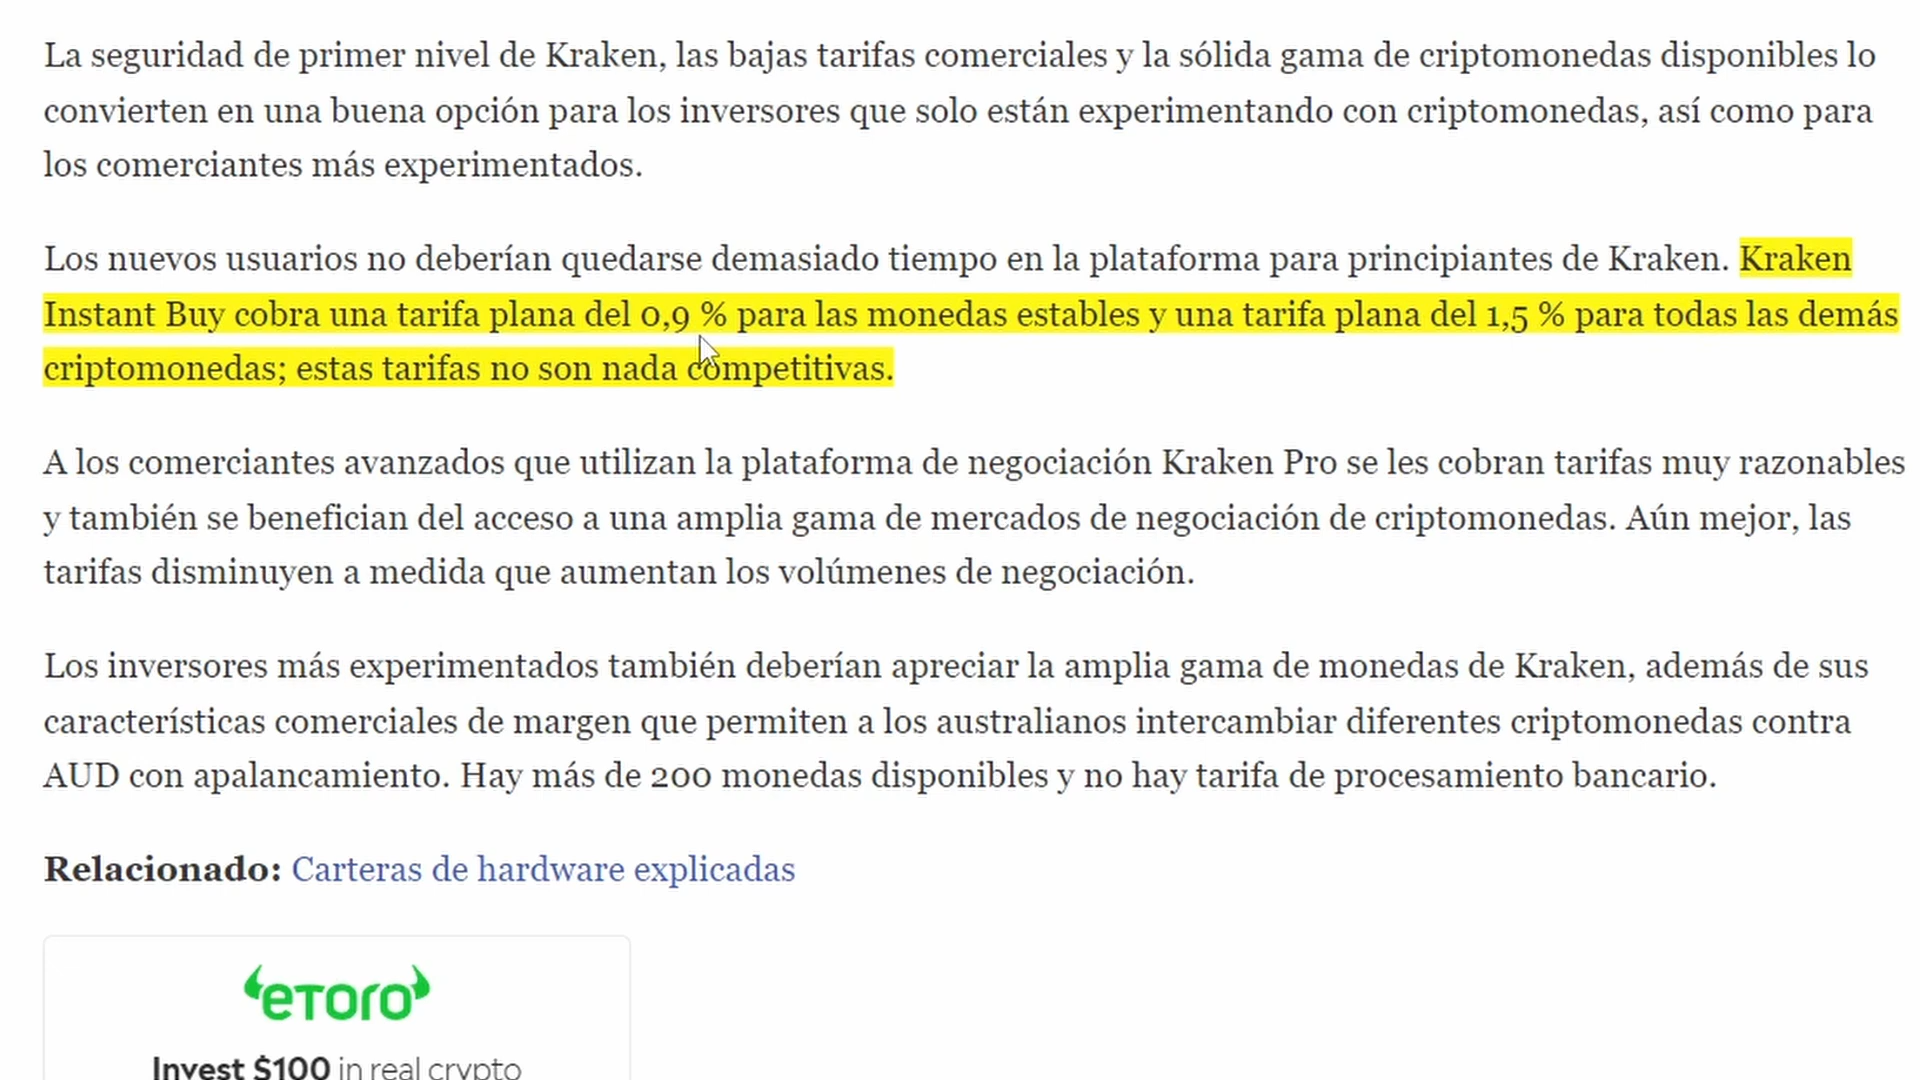 La seguridad de primer nivel de Kraken, las bajas tarifas comerciales y la sólida gama de criptomonedas disponibles lo
convierten en una buena opción para los inversores que solo están experimentando con criptomonedas, así como para
los comerciantes más experimentados.
Los nuevos usuarios no deberían quedarse demasiado tiempo en la plataforma para principiantes de Kraken. Kraken
Instant Buy cobra una tarifa plana del 0,9 % para las monedas estables y una tarifa plana del 1,5 % para todas las demás
criptomonedas; estas tarifas no son nada competitivas.
A los comerciantes avanzados que utilizan la plataforma de negociación Kraken Pro se les cobran tarifas muy razonables
y también se benefician del acceso a una amplia gama de mercados de negociación de criptomonedas. Aún mejor, las
tarifas disminuyen a medida que aumentan los volúmenes de negociación.
Los inversores más experimentados también deberían apreciar la amplia gama de monedas de Kraken, además de sus
características comerciales de margen que permiten a los australianos intercambiar diferentes criptomonedas contra
AUD con apalancamiento. Hay más de 200 monedas disponibles y no hay tarifa de procesamiento bancario.
Relacionado: Carteras de hardware explicadas
eToro
Invest $100 in real crypto